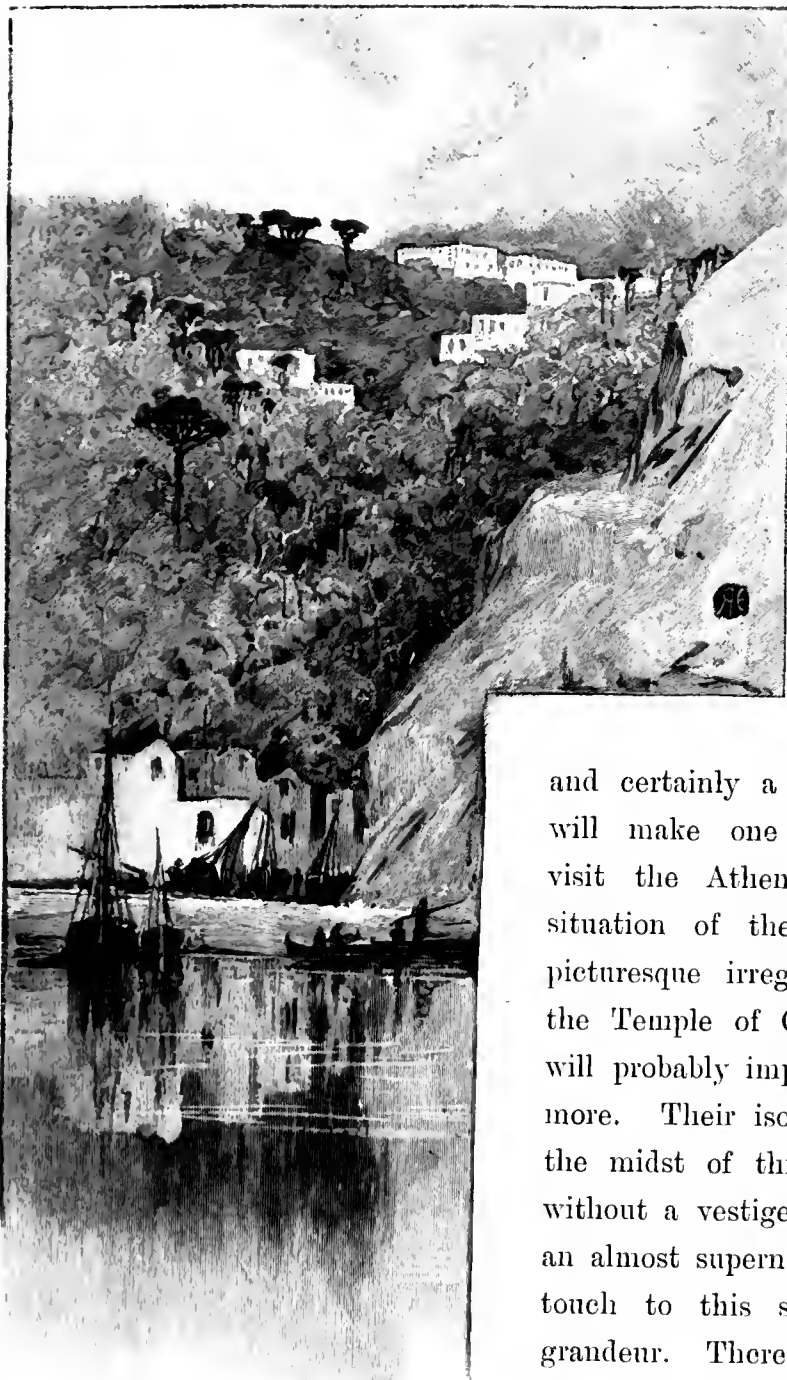 and certainly a
will make one
visit the Athen
situation of the
picturesque irreg
the Temple of
will probably imp
more. Their iso
the midst of thi
without a vestige
an almost supern
touch to this s
grandeur. There